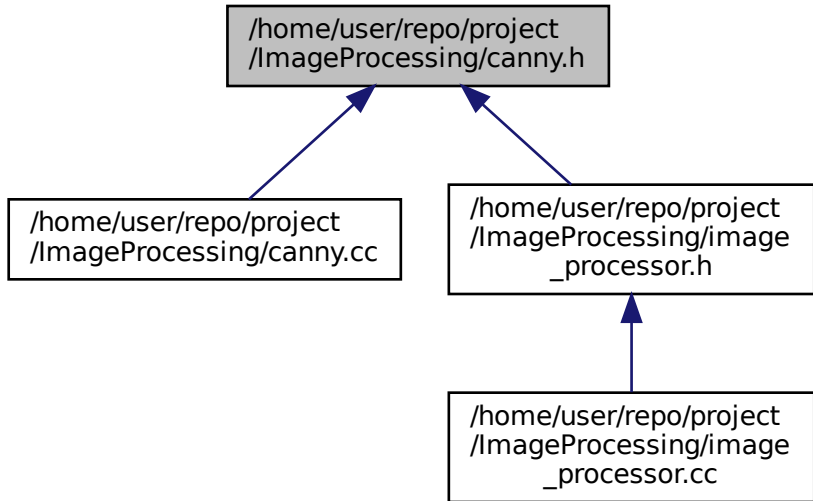 /home/user/repo/project
/ImageProcessing/canny.h
/home/user/repo/project
/ImageProcessing/canny.cc
/home/user/repo/project
/ImageProcessing/image
_processor.h
/home/user/repo/project
/ImageProcessing/image
_processor.cc